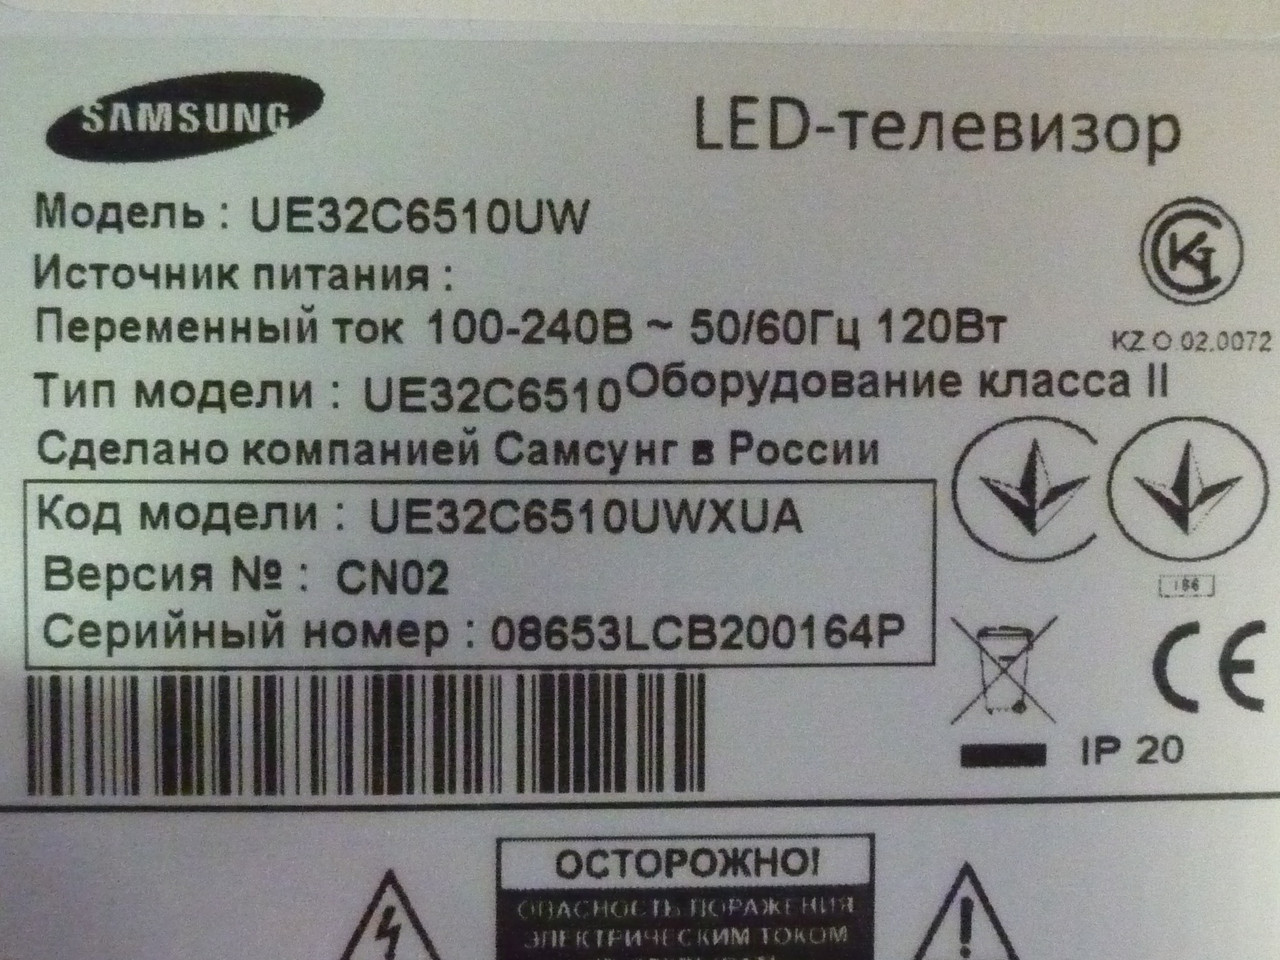 SAMSUNG
LED-телевизор
Модель : UE32C6510UW
Источник питания :
Переменный ток 100-240В ~ 50/60Гц 120Вт
KZ O 02.0072
Тип модели : UE32C6510 Оборудование класса II
Сделано компанией Самсунг в России
Код модели : UE32C6510UWXUA
Версия № : CN02
Серийный номер : 08653LCB200164P
CE
IP 20
ОСТОРОЖНО!
ОПАСНОСТЬ ПОРАЖЕНИЯ
ЭЛЕКТРИЧЕСКИМ ТОКОМ